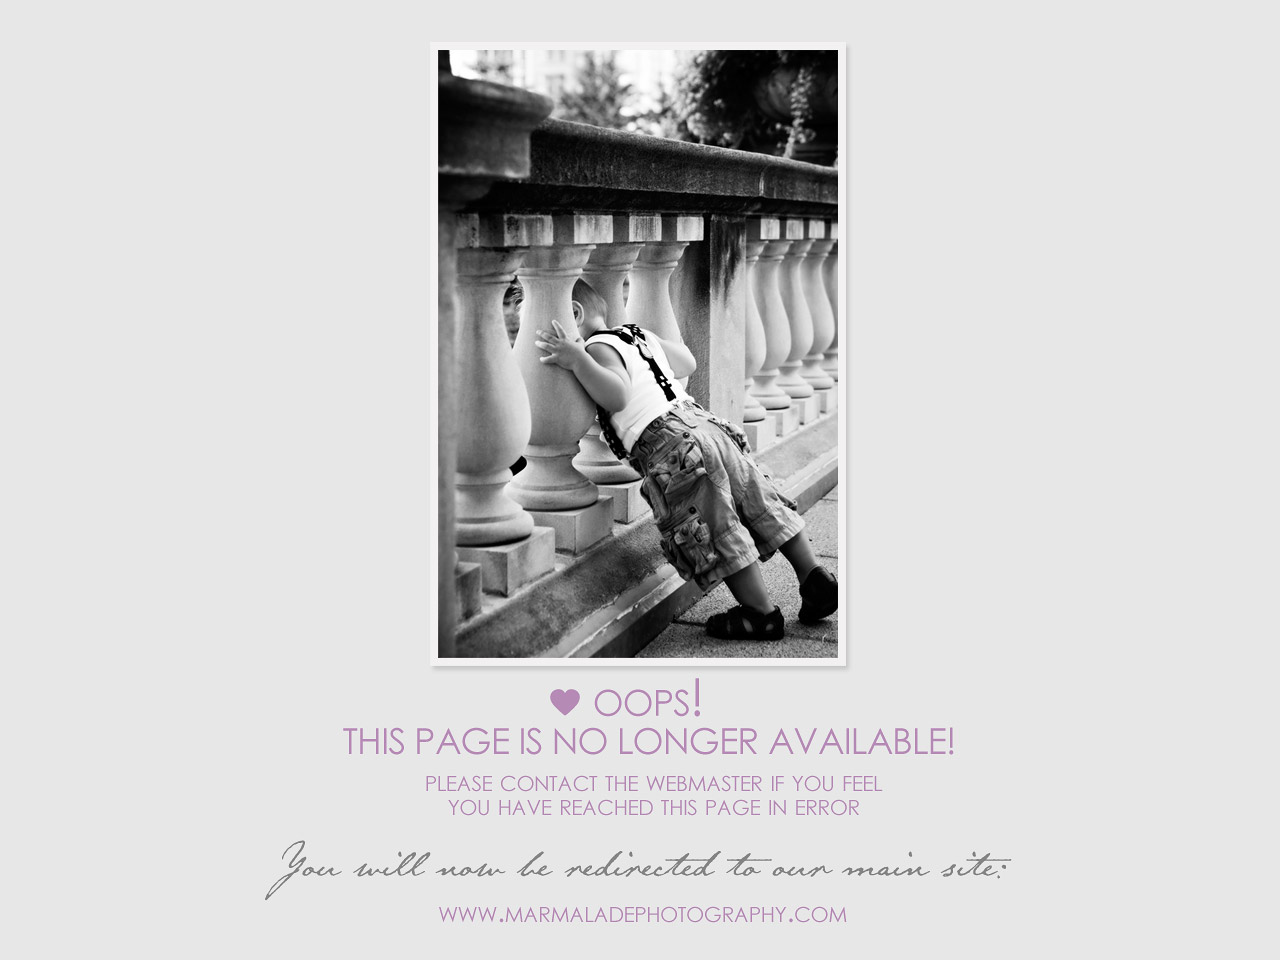 OOPS!
THIS PAGE IS NO LONGER AVAILABLE!
PLEASE CONTACT THE WEBMASTER IF YOU FEEL
YOU HAVE REACHED THIS PAGE IN ERROR
You will now be redirected to our main site:
WWW.MARMALADEPHOTOGRAPHY.COM